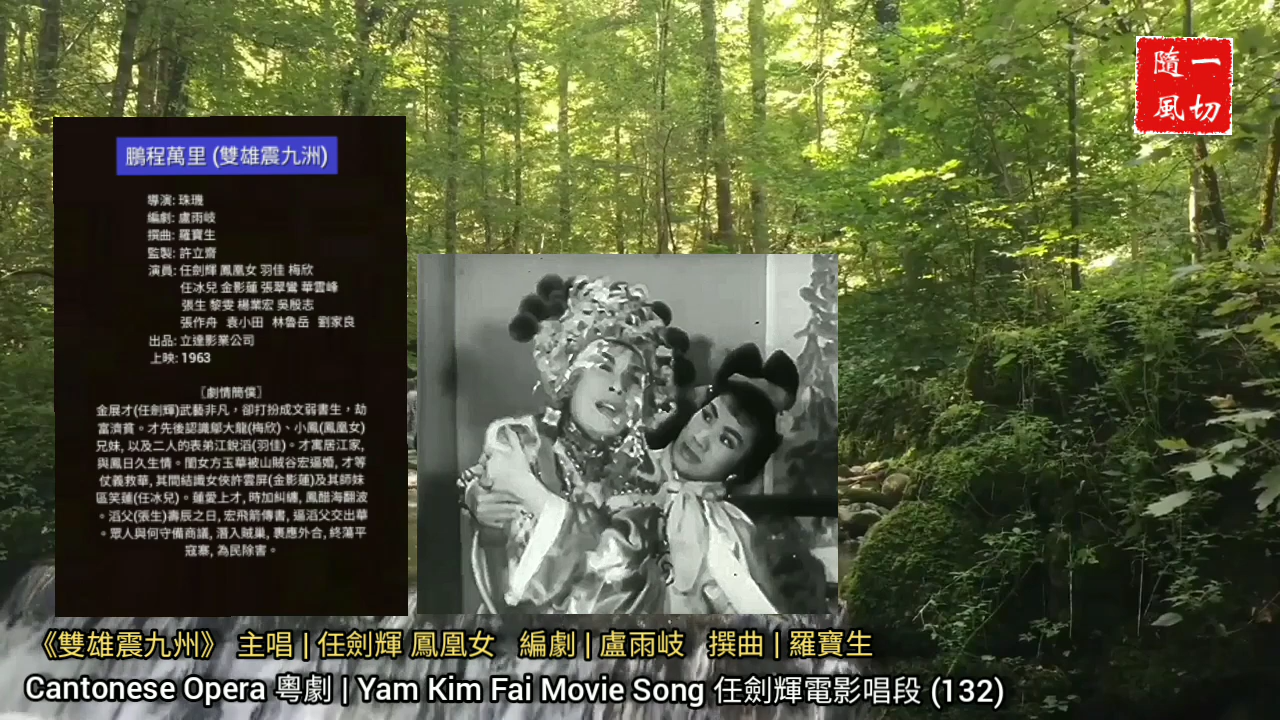 一切
隨風
鵬程萬里 (雙雄震九洲)
導演: 珠璣
編劇: 盧雨岐
撰曲: 羅寶生
監製: 許立齋
演員: 任劍輝 鳳凰女 羽佳 梅欣
任冰兒 金影蓮 張翠鸞 華雲峰
張生 黎雯 楊業宏 吳殷志
張作舟 袁小田 林魯岳 劉家良
出品: 立達影業公司
上映: 1963
〖劇情簡僕〗
金展才(任劍輝)武藝非凡，卻打扮成文弱書生，劫
富濟貧。才先後認識鄔大龍(梅欣)、小鳳(鳳凰女)
兄妹, 以及二人的表弟江銳滔(羽佳)。才寓居江家,
與鳳日久生情。閨女方玉華被山賊谷宏逼婚, 才等
仗義救華, 其間結識女俠許雲屏(金影蓮)及其師妹
區笑蓮(任冰兒)。蓮愛上才, 時加糾纏, 鳳醋海翻波
。滔父(張生)壽辰之日, 宏飛箭傳書, 逼滔父交出華
。眾人與何守備商議, 潛入賊巢, 裏應外合, 終蕩平
寇寨, 為民除害。
《雙雄震九州》 主唱 | 任劍輝 鳳凰女 編劇 | 盧雨岐 撰曲 | 羅寶生
Cantonese Opera 粵劇 | Yam Kim Fai Movie Song 任劍輝電影唱段 (132)